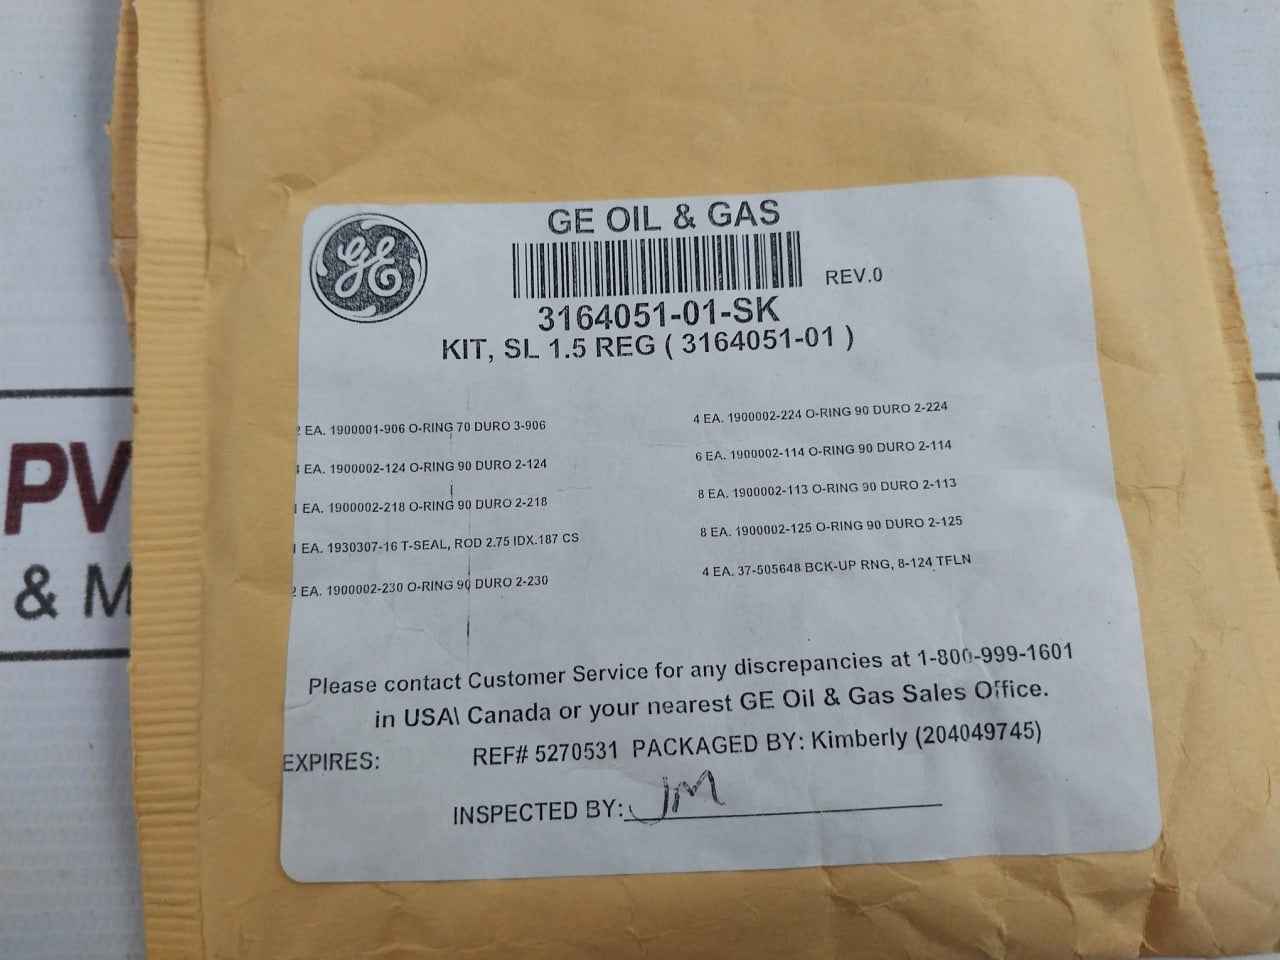 GE OIL & GAS
GE
REV.0
3164051-01-SK
KIT, SL 1.5 REG ( 3164051-01 )
2 EA. 1900001-906 O-RING 70 DURO 3-906
EA. 1900002-124 O-RING 90 DURO 2-124
EA. 1900002-218 O-RING 90 DURO 2-218
EA. 1930307-16 T-SEAL, ROD 2.75 IDX.187 CS
2 EA. 1900002-230 O-RING 90 DURO 2-230
4 EA. 1900002-224 O-RING 90 DURO 2-224
6 EA. 1900002-114 O-RING 90 DURO 2-114
8 EA. 1900002-113 O-RING 90 DURO 2-113
8 EA. 1900002-125 O-RING 90 DURO 2-125
4 EA. 37-505648 BCK-UP RNG, 8-124 TFLN
Please contact Customer Service for any discrepancies at 1-800-999-1601
in USA\ Canada or your nearest GE Oil & Gas Sales Office.
EXPIRES: REF# 5270531 PACKAGED BY: Kimberly (204049745)
INSPECTED BY: JM
PV
& M